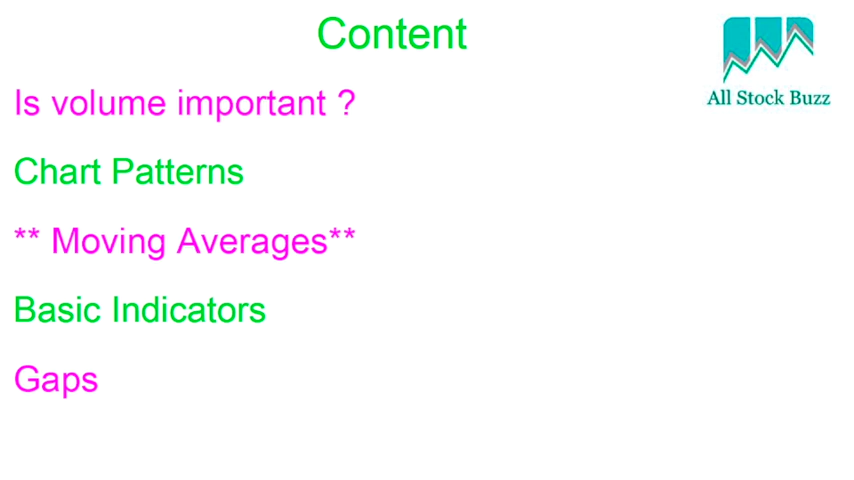 Content
All Stock Buzz
Is volume important ?
Chart Patterns
** Moving Averages**
Basic Indicators
Gaps